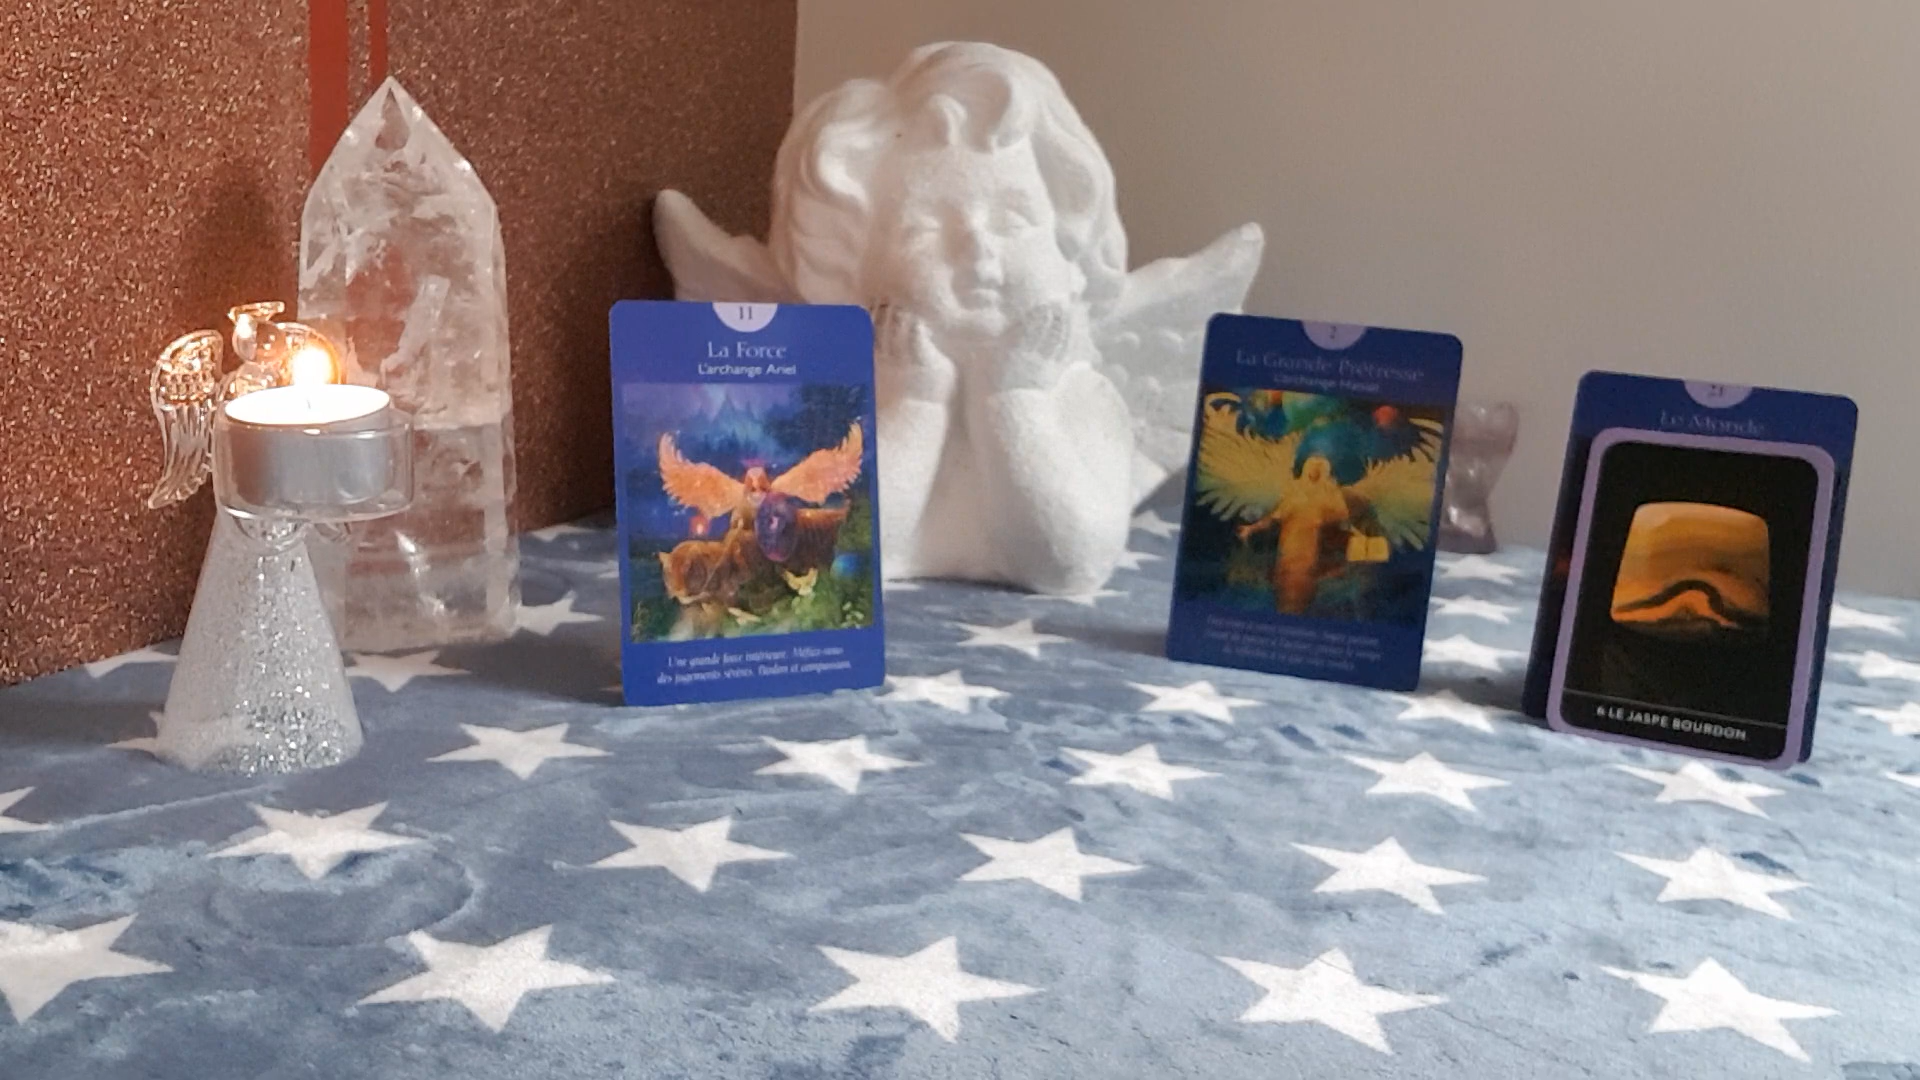 11
La Force
L'archange Ariel
Une grande force intérieure. Méfiez-vous
des jugements sévères. Pardon et compassion.
2
La Grande Prêtresse
L'archange Haniel
21
Le Monde
6 LE JASPE BOURDON